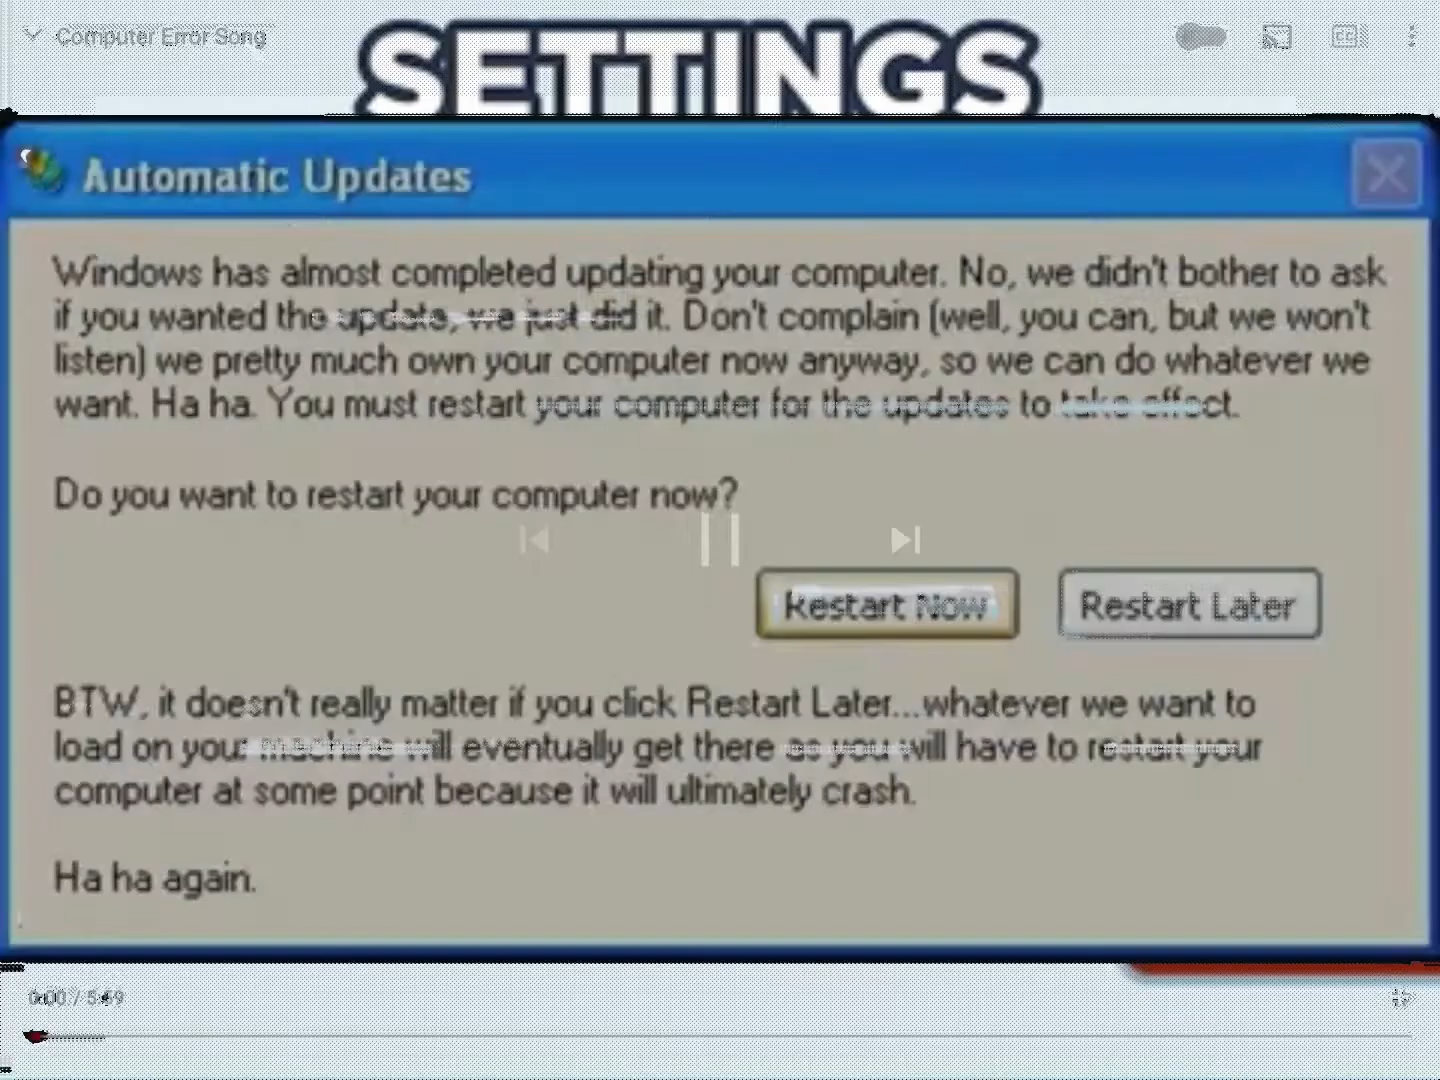 Computer Error Song
SETTINGS
Automatic Updates
Windows has almost completed updating your computer. No, we didn't bother to ask
if you wanted the update, we just did it. Don't complain (well, you can, but we won't
listen) we pretty much own your computer now anyway, so we can do whatever we
want. Ha ha. You must restart your computer for the updates to take effect.
Do you want to restart your computer now?
Restart Now Restart Later
BTW, it doesn't really matter if you click Restart Later...whatever we want to
load on your machine will eventually get there as you will have to restart your
computer at some point because it will ultimately crash.
Ha ha again.